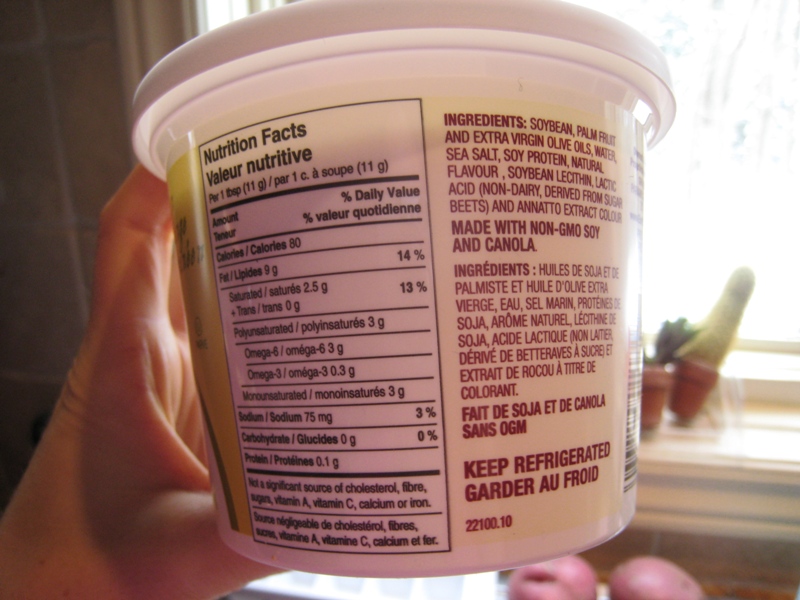 Nutrition Facts
Valeur nutritive
Per 1 tbsp (11 g) / par 1 c. à soupe (11 g)
Amount
Teneur
% Daily Value
% valeur quotidienne
Calories / Calories 80
Fat / Lipides 9 g 14 %
Saturated / saturés 2.5 g
+ Trans / trans 0 g 13 %
Polyunsaturated / polyinsaturés 3 g
Omega-6 / oméga-6 3 g
Omega-3 / oméga-3 0.3 g
Monounsaturated / monoinsaturés 3 g
Sodium / Sodium 75 mg 3 %
Carbohydrate / Glucides 0 g 0 %
Protein / Protéines 0.1 g
Not a significant source of cholesterol, fibre,
sugars, vitamin A, vitamin C, calcium or iron.
Source négligeable de cholestérol, fibres,
sucres, vitamine A, vitamine C, calcium et fer.
INGREDIENTS: SOYBEAN, PALM FRUIT
AND EXTRA VIRGIN OLIVE OILS, WATER,
SEA SALT, SOY PROTEIN, NATURAL
FLAVOUR , SOYBEAN LECITHIN, LACTIC
ACID (NON-DAIRY, DERIVED FROM SUGAR
BEETS) AND ANNATTO EXTRACT COLOUR
MADE WITH NON-GMO SOY
AND CANOLA.
INGRÉDIENTS : HUILES DE SOJA ET DE
PALMISTE ET HUILE D'OLIVE EXTRA
VIERGE, EAU, SEL MARIN, PROTÉINES DE
SOJA, ARÔME NATUREL, LÉCITHINE DE
SOJA, ACIDE LACTIQUE (NON LAITIER,
DÉRIVÉ DE BETTERAVES À SUCRE) ET
EXTRAIT DE ROCOU À TITRE DE
COLORANT.
FAIT DE SOJA ET DE CANOLA
SANS OGM
KEEP REFRIGERATED
GARDER AU FROID
22100.10